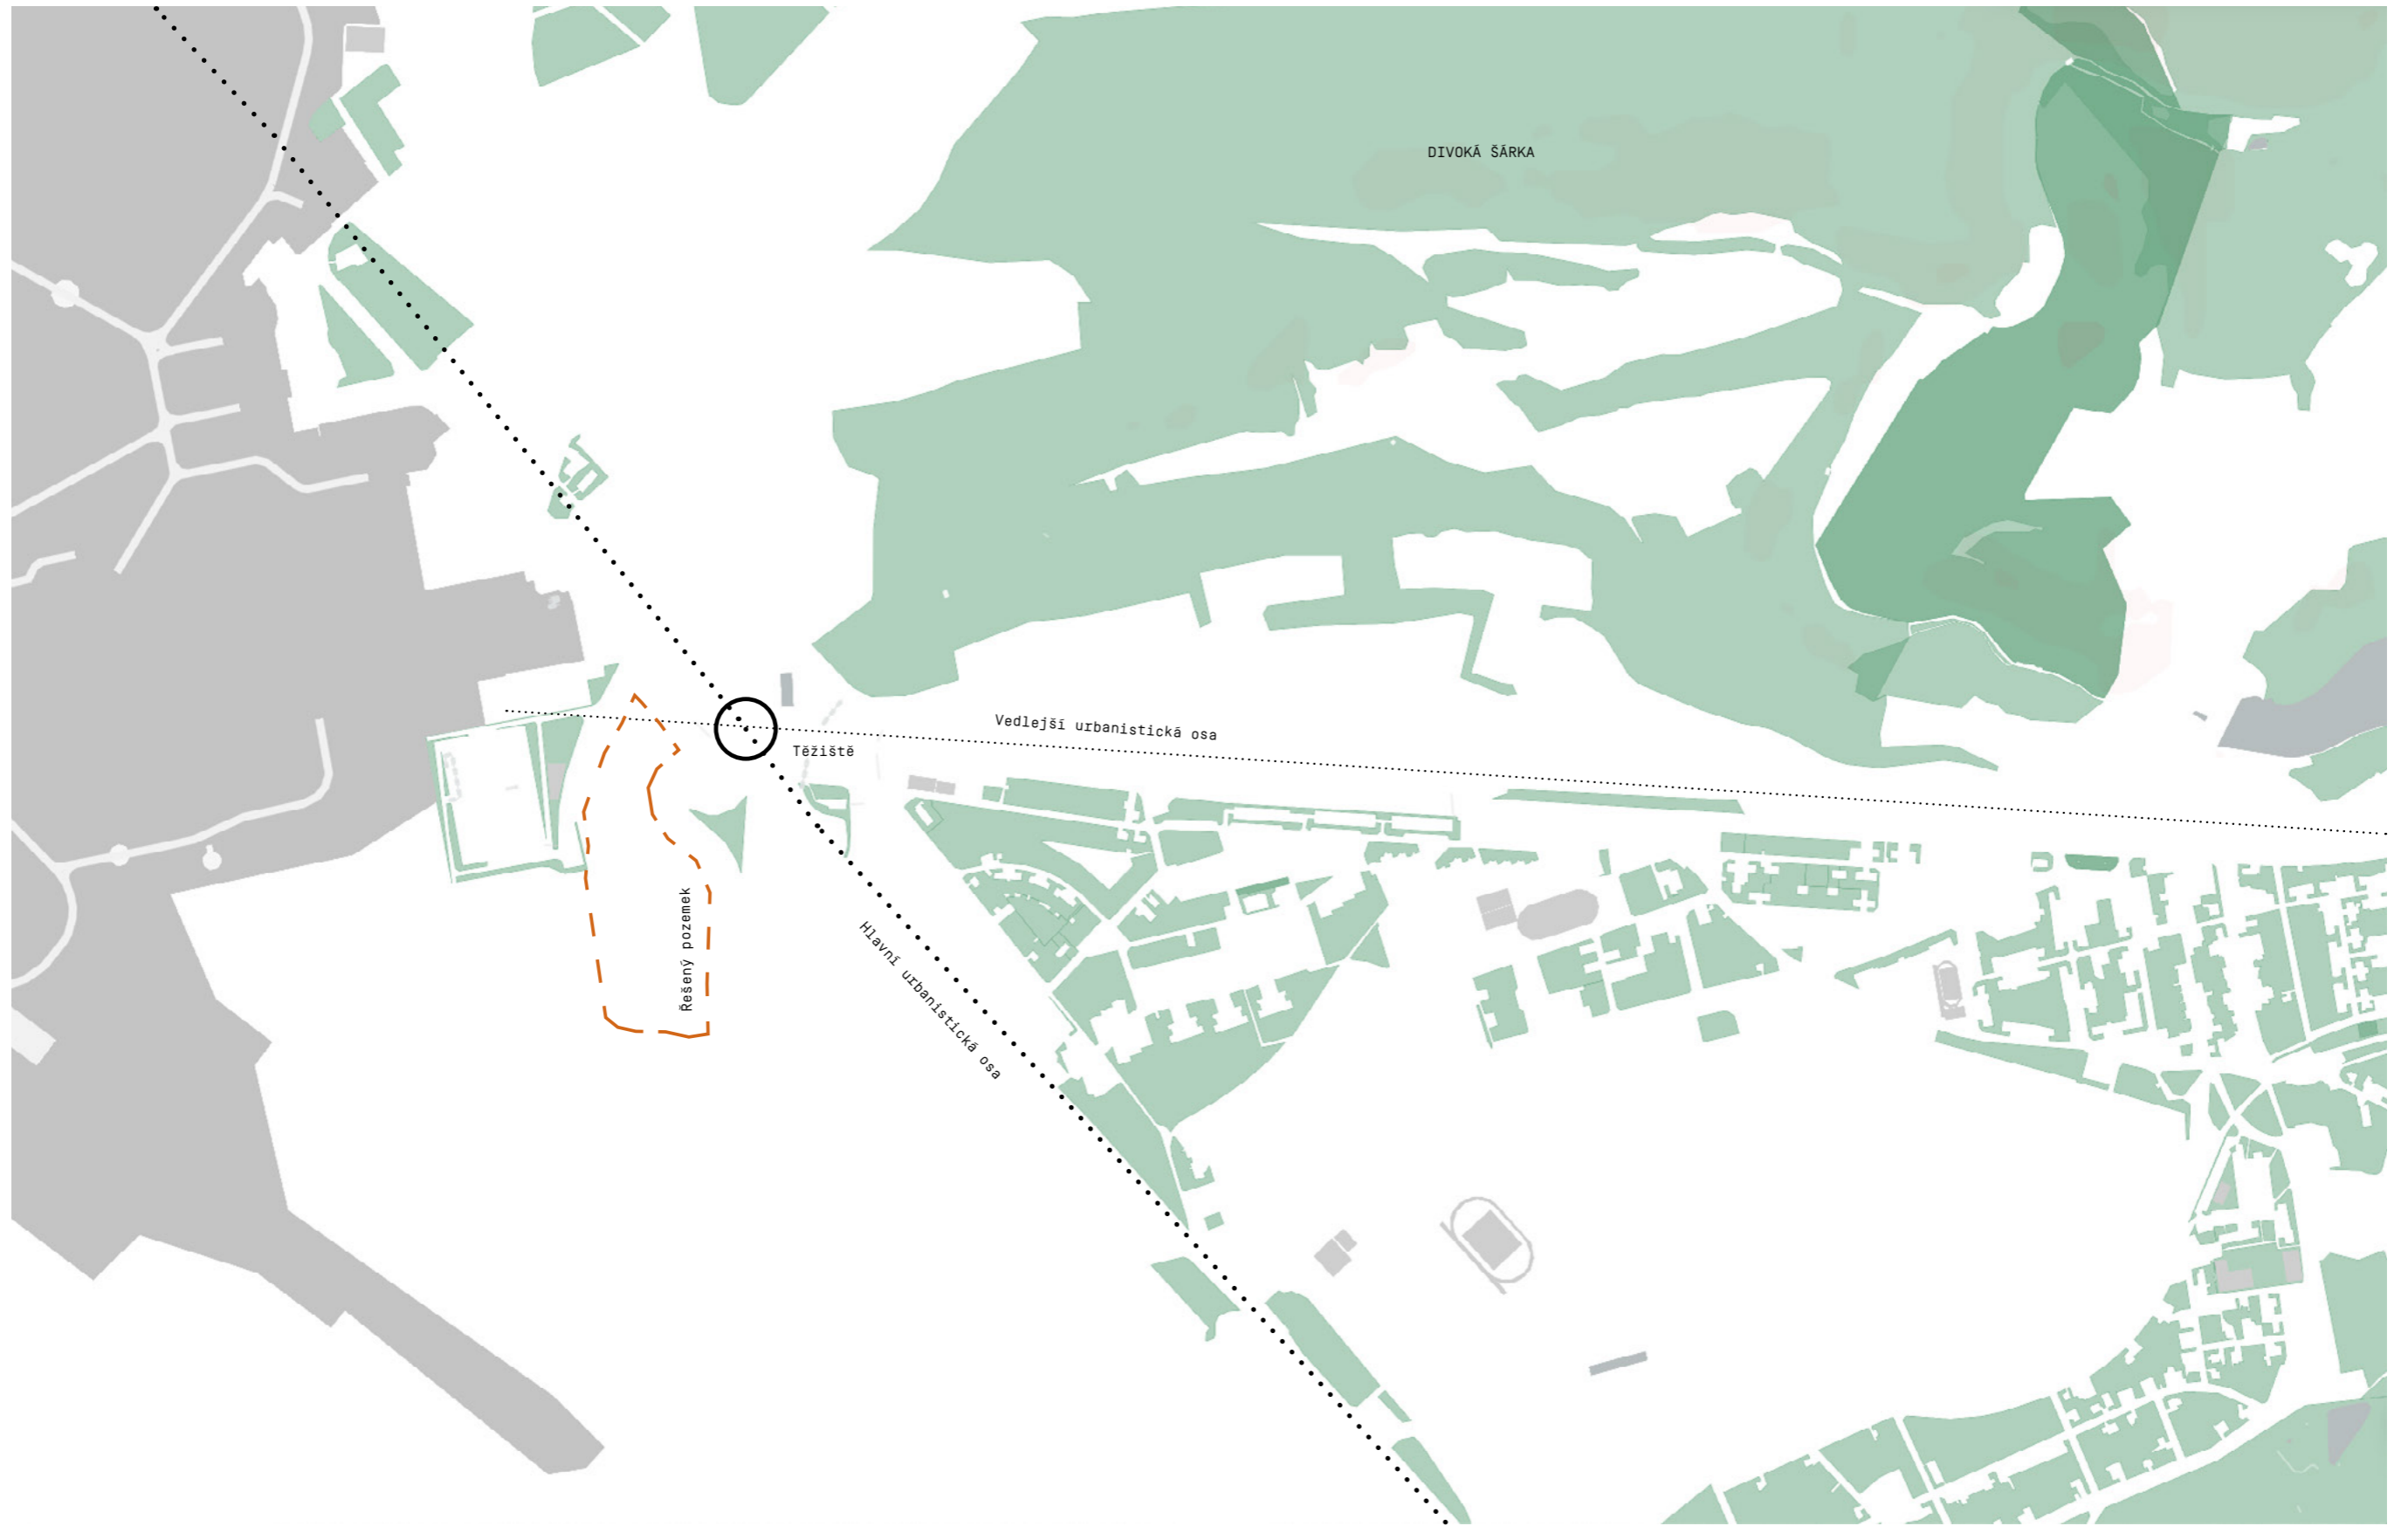 DIVOKÁ ŠÁRKA
Vedlejší urbanistická osa
Těžiště
Řešený pozemek
Hlavní urbanistická osa